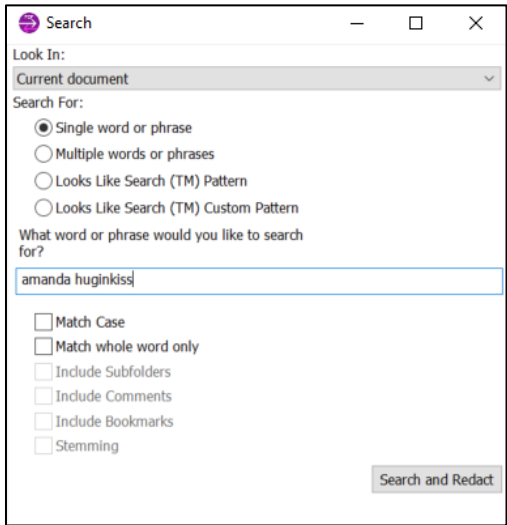 Search
Look In:
Current document
Search For:
Single word or phrase
Multiple words or phrases
Looks Like Search (TM) Pattern
Looks Like Search (TM) Custom Pattern
What word or phrase would you like to search
for?
amanda huginkiss
Match Case
Match whole word only
Include Subfolders
Include Comments
Include Bookmarks
Stemming
Search and Redact